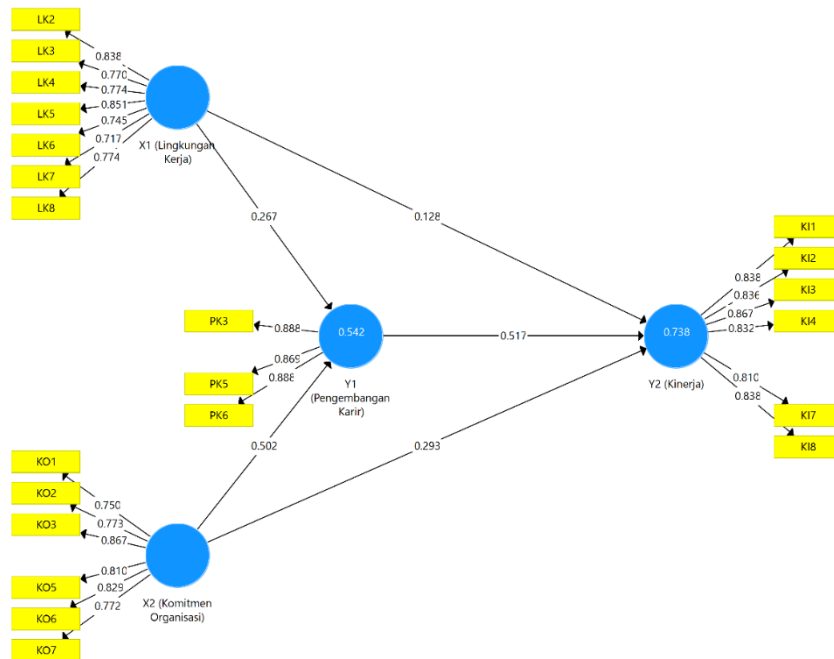 LK2
LK3
LK4
LK5
LK6
LK7
LK8
0.838
0.770
0.774
0.851
0.745
0.717
0.774
X1 (Lingkungan
Kerja)
0.267
0.128
PK3
PK5
PK6
0.888
0.869
0.888
0.542
Y1
(Pengembangan
Karir)
0.517
0.738
Y2 (Kinerja)
0.838
0.836
0.867
0.832
0.810
0.838
KI1
KI2
KI3
KI4
KI7
KI8
0.502
0.293
KO1
KO2
KO3
KO5
KO6
KO7
0.750
0.773
0.867
0.810
0.829
0.772
X2 (Komitmen
Organisasi)